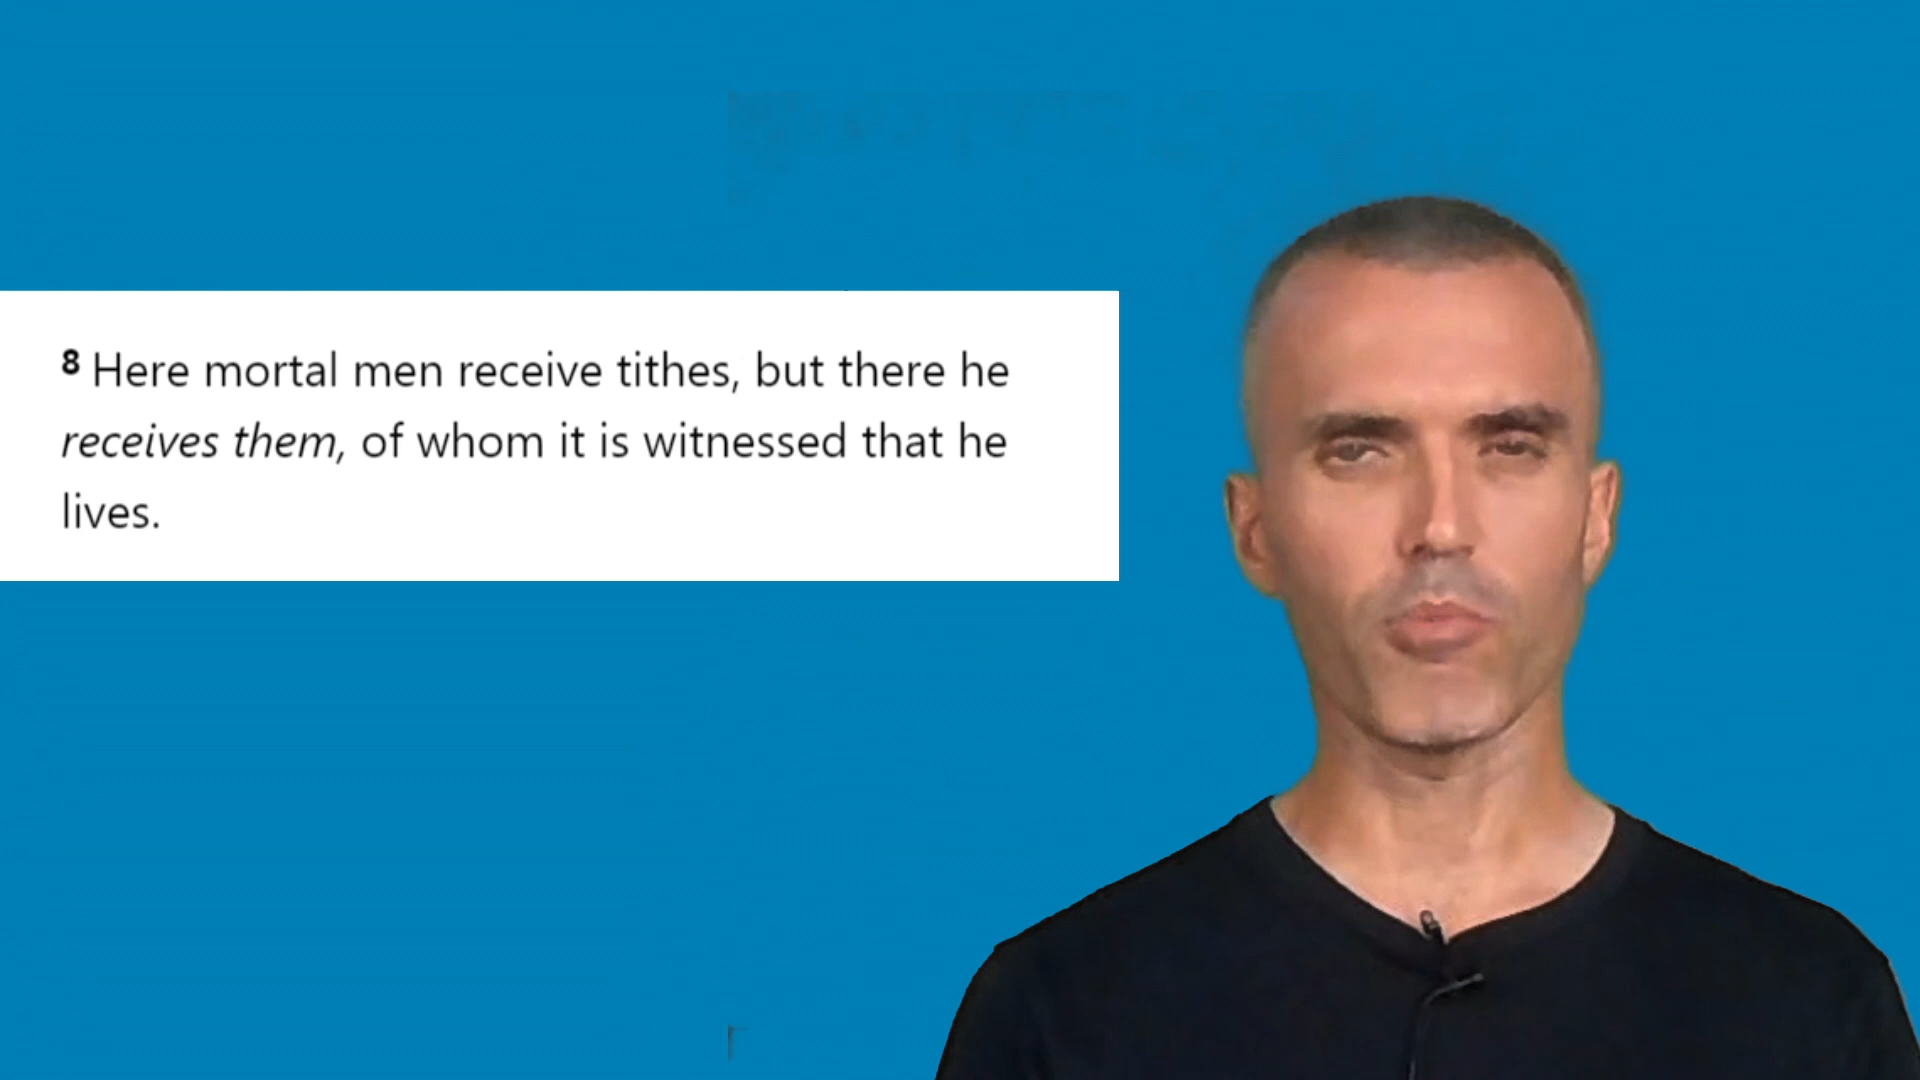 8 Here mortal men receive tithes, but there he
receives them, of whom it is witnessed that he
lives.